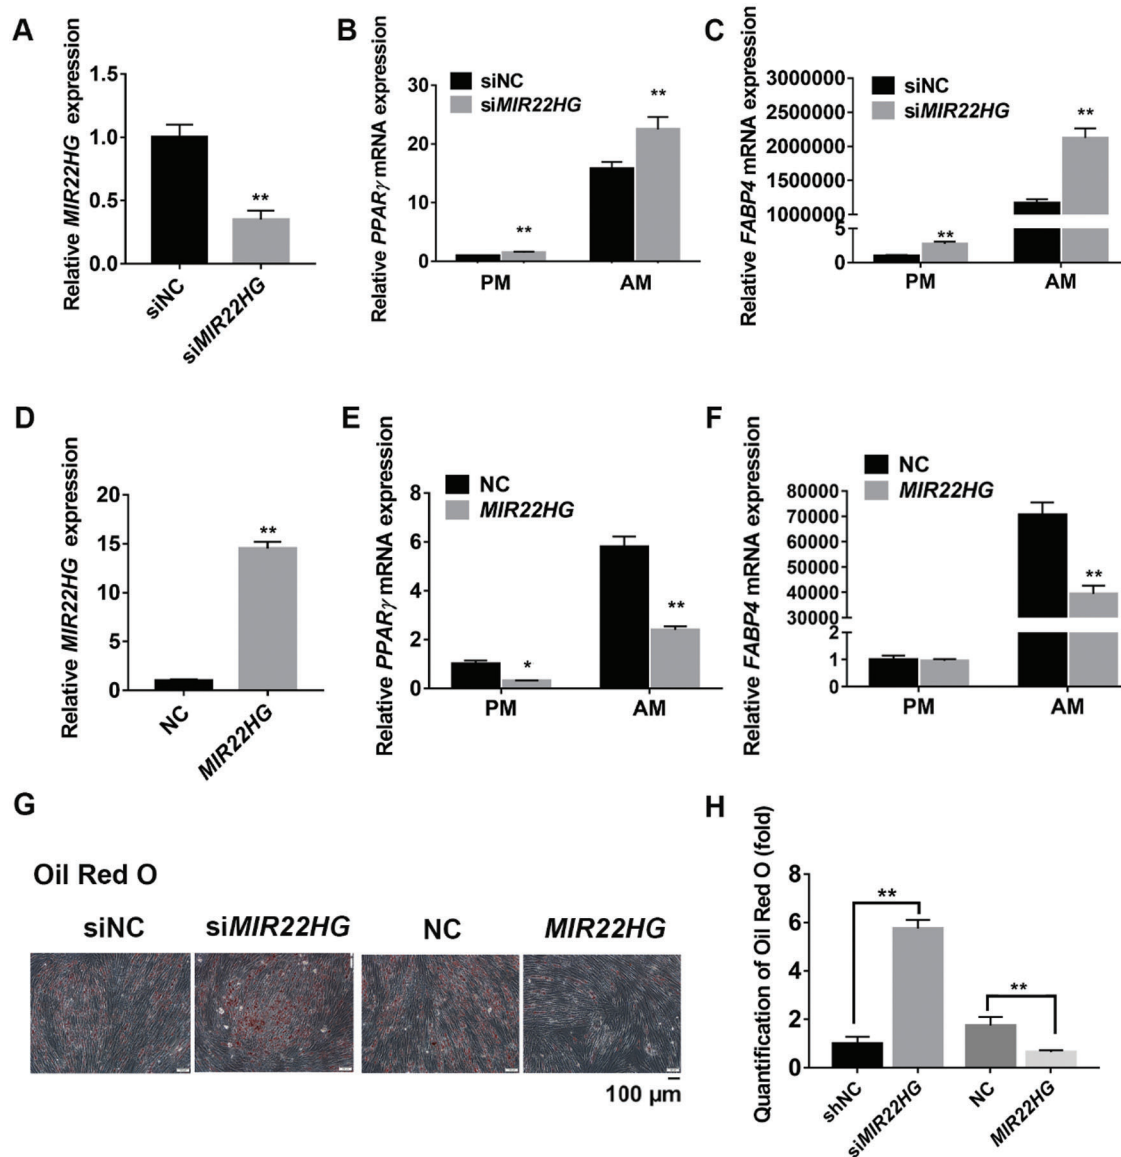 A
Relative MIR22HG expression
1.5
1.0
0.5
0.0
**
siNC
siMIR22HG
B
Relative PPARγ mRNA expression
siNC
siMIR22HG
30
20
10
0
**
**
PM
AM
C
Relative FABP4 mRNA expression
siNC
siMIR22HG
3000000
2000000
1000000
1000000
5
0
**
**
PM
AM
D
Relative MIR22HG expression
20
15
10
5
0
**
NC
MIR22HG
E
Relative PPARγ mRNA expression
NC
MIR22HG
8
6
4
2
0
*
**
PM
AM
F
Relative FABP4 mRNA expression
NC
MIR22HG
80000
70000
60000
50000
40000
30000
2
1
0
**
PM
AM
G
Oil Red O
siNC
siMIR22HG
NC
MIR22HG
100 µm
H
Quantification of Oil Red O (fold)
8
6
4
2
0
**
**
shNC
siMIR22HG
NC
MIR22HG